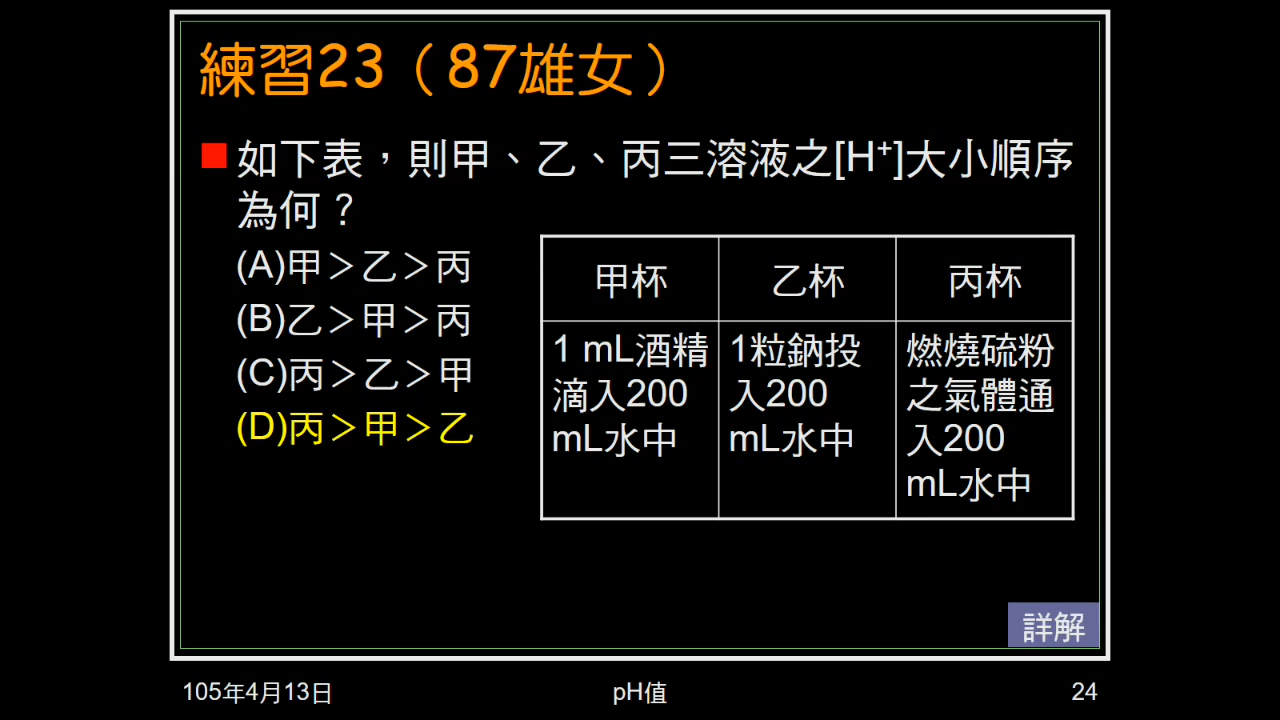 練習23（87雄女）
如下表，則甲、乙、丙三溶液之[H⁺]大小順序
為何？
(A)甲＞乙＞丙
(B)乙＞甲＞丙
(C)丙＞乙＞甲
(D)丙＞甲＞乙
甲杯
乙杯
丙杯
1 mL酒精
滴入200
mL水中
1粒鈉投
入200
mL水中
燃燒硫粉
之氣體通
入200
mL水中
詳解
105年4月13日
pH值
24